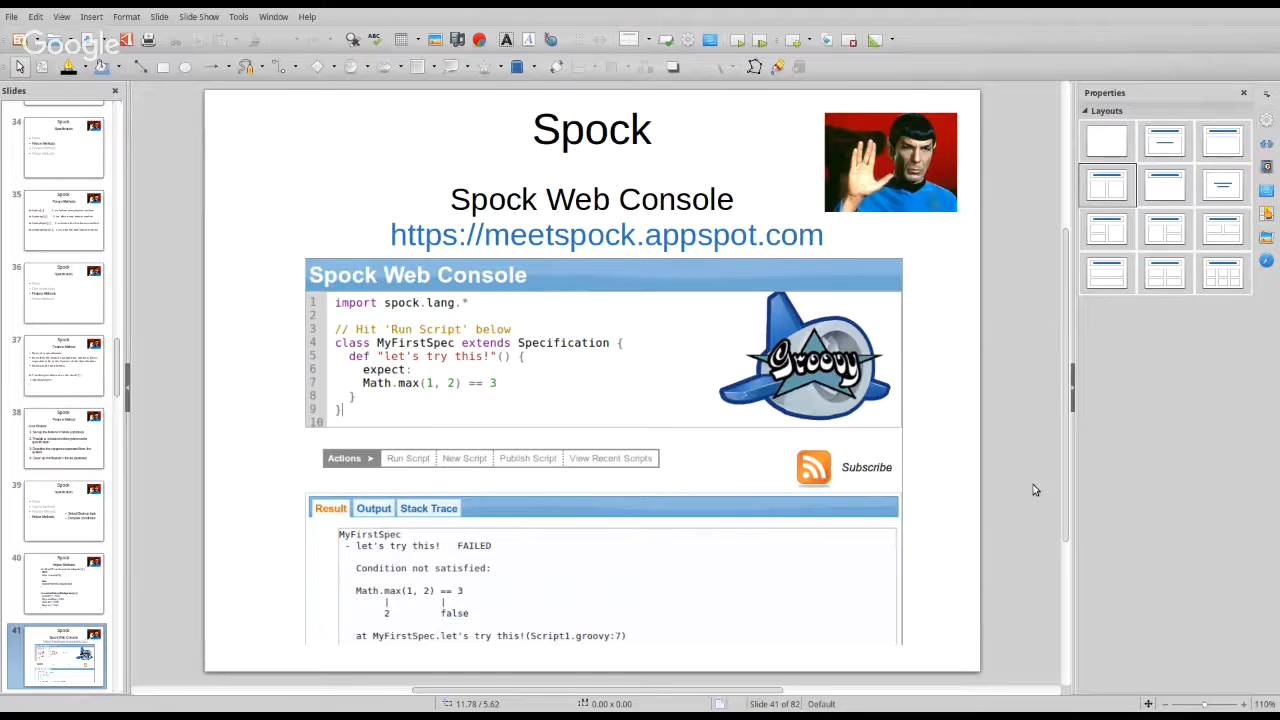 File Edit View Insert Format Slide Slide Show Tools Window Help
Google
Slides
Properties
Layouts
34
35
36
37
38
39
40
41
Spock
Spock Web Console
https://meetspock.appspot.com
Spock Web Console
1 import spock.lang.*
2
3 // Hit 'Run Script' below
4 class MyFirstSpec extends Specification {
5 def "let's try this!"() {
6 expect:
7 Math.max(1, 2) == 3
8 }
9 }
10
Groovy
Actions ➤ Run Script New Script Publish Script View Recent Scripts
Subscribe
Result Output Stack Trace
MyFirstSpec
- let's try this! FAILED
Condition not satisfied:
Math.max(1, 2) == 3
| |
2 false
at MyFirstSpec.let's try this!(Script1.groovy:7)
11.78 / 5.62 0.00 x 0.00 Slide 41 of 82 Default 110%